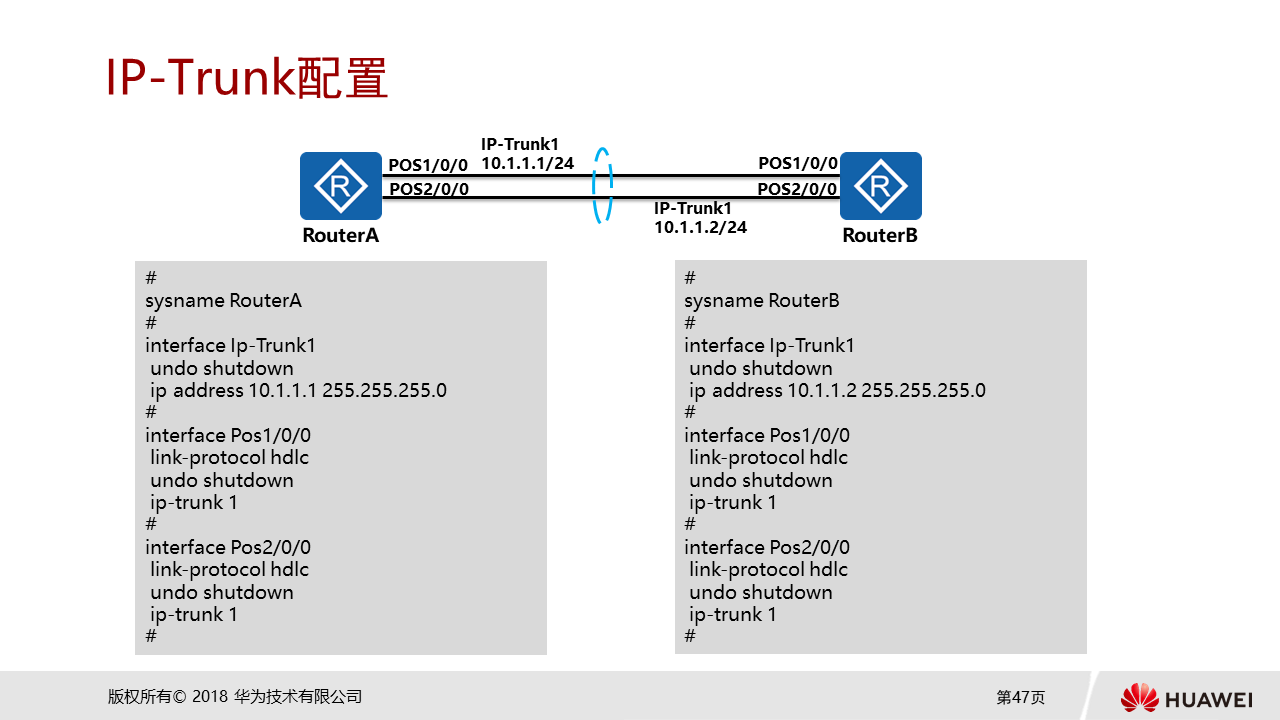 IP-Trunk配置
IP-Trunk1
10.1.1.1/24
POS1/0/0
POS2/0/0
POS1/0/0
POS2/0/0
IP-Trunk1
10.1.1.2/24
R
R
RouterA
RouterB
#
sysname RouterA
#
interface Ip-Trunk1
undo shutdown
ip address 10.1.1.1 255.255.255.0
#
interface Pos1/0/0
link-protocol hdlc
undo shutdown
ip-trunk 1
#
interface Pos2/0/0
link-protocol hdlc
undo shutdown
ip-trunk 1
#
#
sysname RouterB
#
interface Ip-Trunk1
undo shutdown
ip address 10.1.1.2 255.255.255.0
#
interface Pos1/0/0
link-protocol hdlc
undo shutdown
ip-trunk 1
#
interface Pos2/0/0
link-protocol hdlc
undo shutdown
ip-trunk 1
#
版权所有© 2018 华为技术有限公司
第47页
HUAWEI